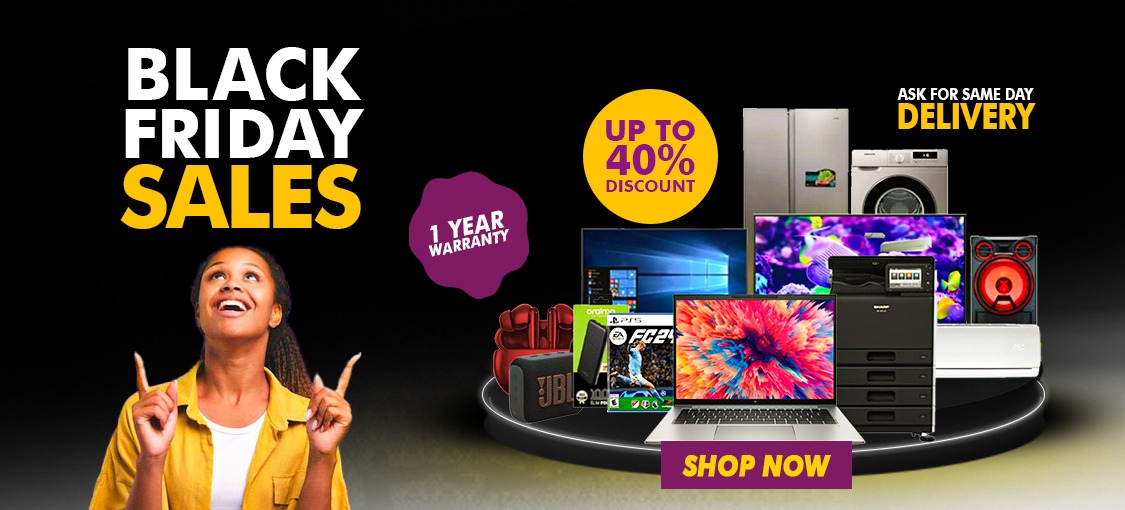 BLACK
FRIDAY
SALES
1 YEAR
WARRANTY
UP TO
40%
DISCOUNT
ASK FOR SAME DAY
DELIVERY
oraimo
PS5
EA
FC24
JBL
SHARP
SHOP NOW